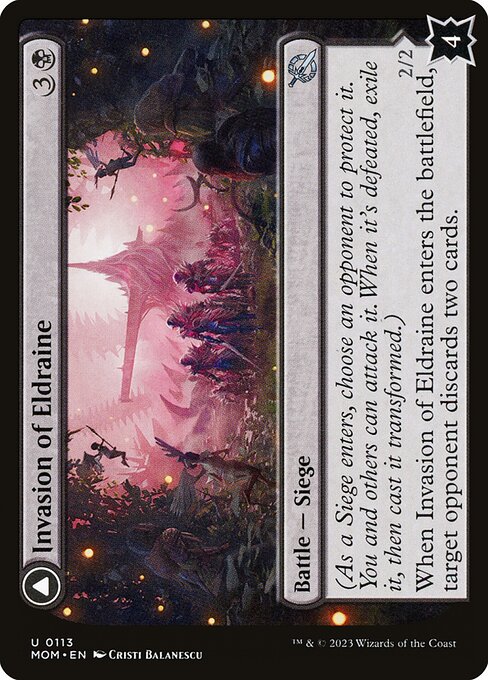 Invasion of Eldraine
3
Battle — Siege
(As a Siege enters, choose an opponent to protect it.
You and others can attack it. When it's defeated, exile
it, then cast it transformed.)
2/2
When Invasion of Eldraine enters the battlefield,
target opponent discards two cards.
4
U 0113
MOM • EN Cristi Balanescu
™ & © 2023 Wizards of the Coast